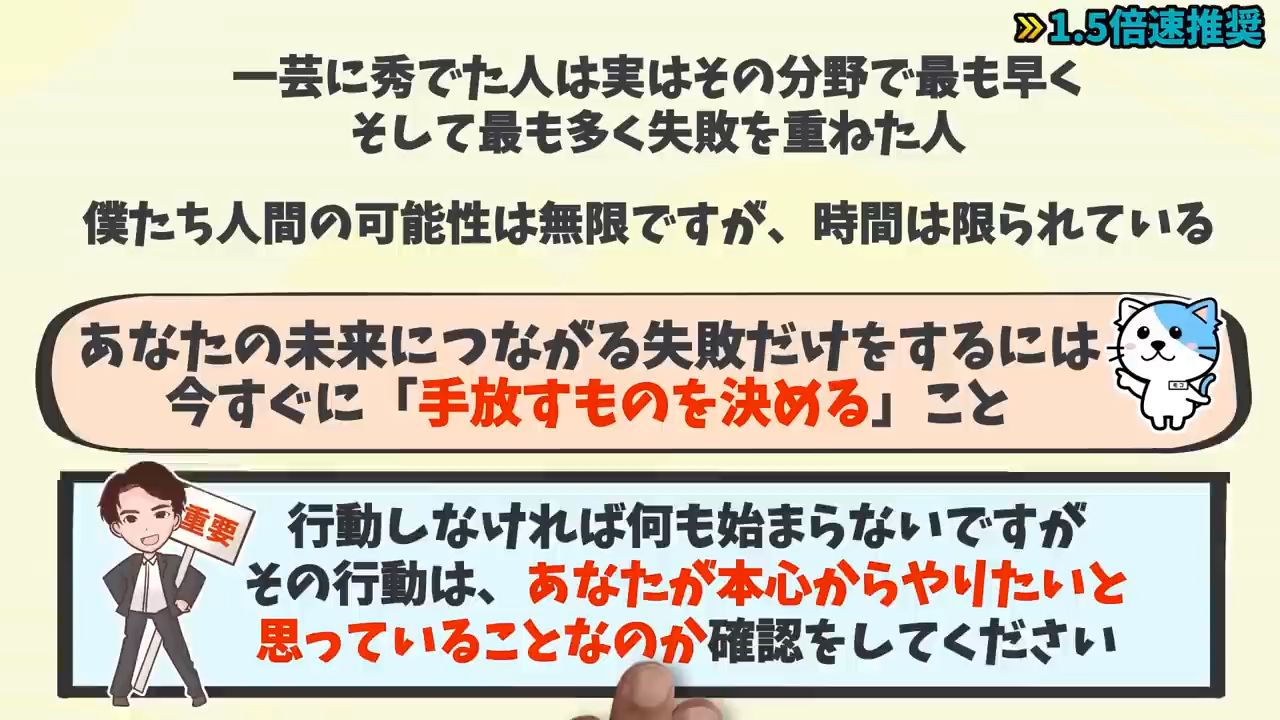 1.5倍速推奨
一芸に秀でた人は実はその分野で最も早く
そして最も多く失敗を重ねた人
僕たち人間の可能性は無限ですが、時間は限られている
あなたの未来につながる失敗だけをするには
今すぐに「手放すものを決める」こと
重要
行動しなければ何も始まらないですが
その行動は、あなたが本心からやりたいと
思っていることなのか確認をしてください